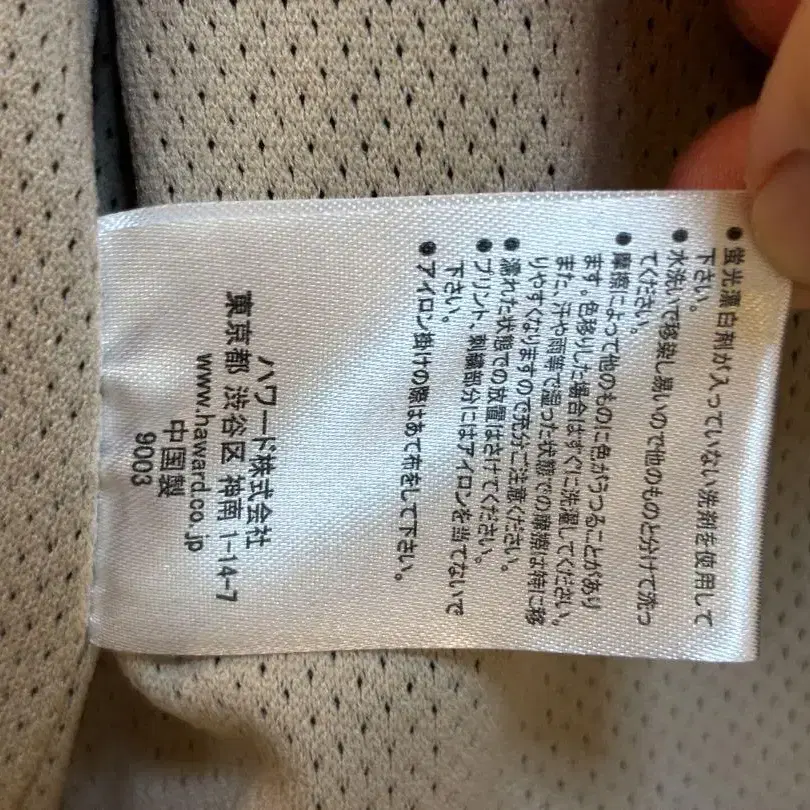 ●蛍光漂白剤が入っていない洗剤を使用して
下さい。
●水洗いで移染し易いので他のものと分けて洗っ
てください。
●摩擦によって他のものに色がうつることがあり
ます。色移りした場合はすぐに洗濯してください。
また、汗や雨等で湿った状態での摩擦は特に移
りやすくなりますので充分ご注意ください。
●濡れた状態での放置はさけてください。
●プリント、刺繍部分にはアイロンを当てないで
下さい。
●アイロン掛けの際はあて布をして下さい。
ハワード株式会社
東京都 渋谷区 神南 1-14-7
www.haward.co.jp
中国製
9003